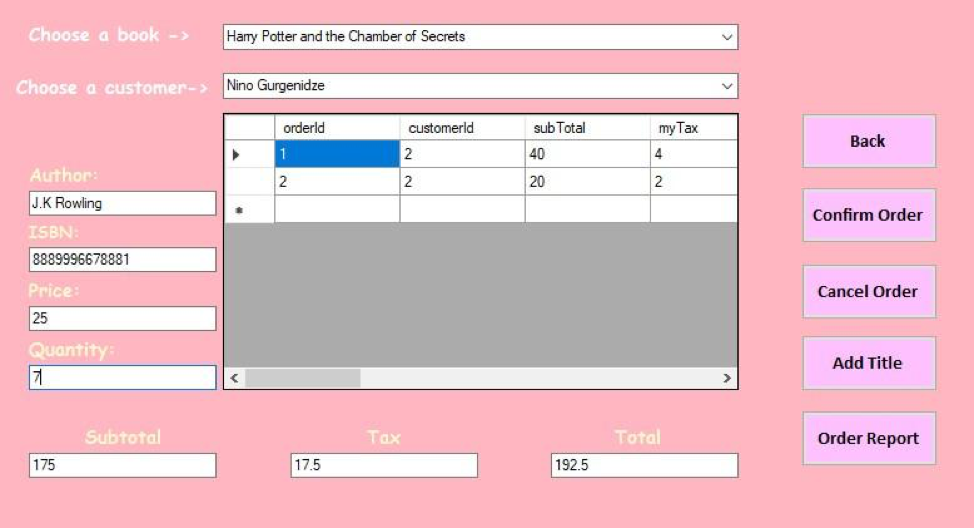 Choose a book ->
Harry Potter and the Chamber of Secrets
Choose a customer->
Nino Gurgenidze
orderId customerId subTotal myTax
1 2 40 4
2 2 20 2
*
Author:
J.K Rowling
ISBN:
8889996678881
Price:
25
Quantity:
7
Back
Confirm Order
Cancel Order
Add Title
Order Report
Subtotal Tax Total
175 17.5 192.5